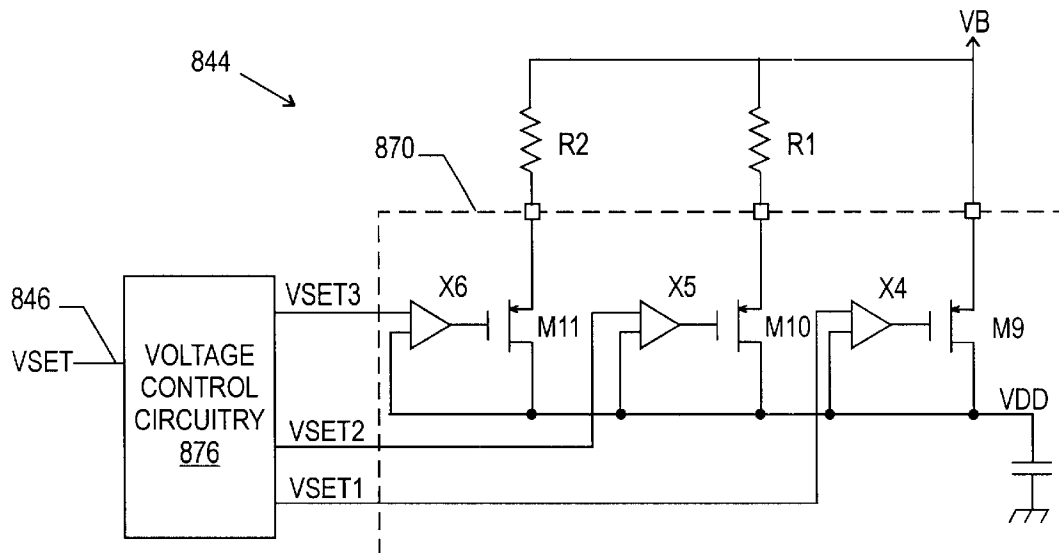 VB
844
R2
R1
870
X6
X5
X4
VSET3
M11
M10
M9
846
VSET
VOLTAGE
CONTROL
CIRCUITRY
876
VDD
VSET2
VSET1